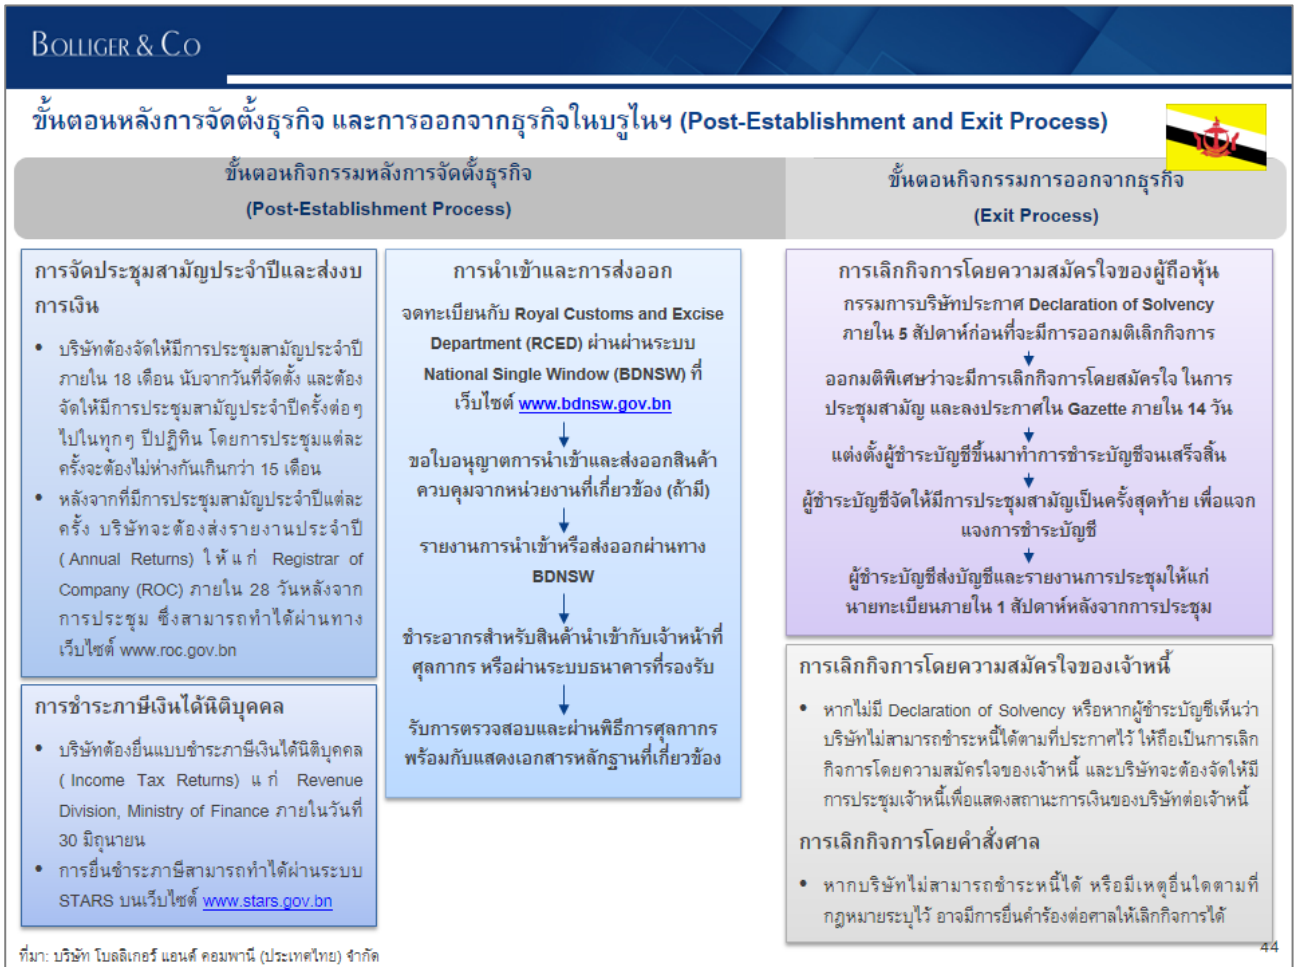 BOLLIGER & CO
ขั้นตอนหลังการจัดตั้งธุรกิจ และการออกจากธุรกิจในบรูไนฯ (Post-Establishment and Exit Process)
ขั้นตอนกิจกรรมหลังการจัดตั้งธุรกิจ
(Post-Establishment Process)
ขั้นตอนกิจกรรมการออกจากธุรกิจ
(Exit Process)
การจัดประชุมสามัญประจำปีและส่งงบ
การเงิน
• บริษัทต้องจัดให้มีการประชุมสามัญประจำปี
ภายใน 18 เดือน นับจากวันที่จัดตั้ง และต้อง
จัดให้มีการประชุมสามัญประจำปีครั้งต่อๆ
ไปในทุกๆ ปีปฏิทิน โดยการประชุมแต่ละ
ครั้งจะต้องไม่ห่างกันเกินกว่า 15 เดือน
• หลังจากที่มีการประชุมสามัญประจำปีแต่ละ
ครั้ง บริษัทจะต้องส่งรายงานประจำปี
(Annual Returns) ให้แก่ Registrar of
Company (ROC) ภายใน 28 วันหลังจาก
การประชุม ซึ่งสามารถทำได้ผ่านทาง
เว็บไซต์ www.roc.gov.bn
การชำระภาษีเงินได้นิติบุคคล
• บริษัทต้องยื่นแบบชำระภาษีเงินได้นิติบุคคล
(Income Tax Returns) แก่ Revenue
Division, Ministry of Finance ภายในวันที่
30 มิถุนายน
• การยื่นชำระภาษีสามารถทำได้ผ่านระบบ
STARS บนเว็บไซต์ www.stars.gov.bn
การนำเข้าและการส่งออก
จดทะเบียนกับ Royal Customs and Excise
Department (RCED) ผ่านผ่านระบบ
National Single Window (BDNSW) ที่
เว็บไซต์ www.bdnsw.gov.bn
ขอใบอนุญาตการนำเข้าและส่งออกสินค้า
ควบคุมจากหน่วยงานที่เกี่ยวข้อง (ถ้ามี)
รายงานการนำเข้าหรือส่งออกผ่านทาง
BDNSW
ชำระอากรสำหรับสินค้านำเข้ากับเจ้าหน้าที่
ศุลกากร หรือผ่านระบบธนาคารที่รองรับ
รับการตรวจสอบและผ่านพิธีการศุลกากร
พร้อมกับแสดงเอกสารหลักฐานที่เกี่ยวข้อง
การเลิกกิจการโดยความสมัครใจของผู้ถือหุ้น
กรรมการบริษัทประกาศ Declaration of Solvency
ภายใน 5 สัปดาห์ก่อนที่จะมีการออกมติเลิกกิจการ
ออกมติพิเศษว่าจะมีการเลิกกิจการโดยสมัครใจ ในการ
ประชุมสามัญ และลงประกาศใน Gazette ภายใน 14 วัน
แต่งตั้งผู้ชำระบัญชีขึ้นมาทำการชำระบัญชีจนเสร็จสิ้น
ผู้ชำระบัญชีจัดให้มีการประชุมสามัญเป็นครั้งสุดท้าย เพื่อแจก
แจงการชำระบัญชี
ผู้ชำระบัญชีส่งบัญชีและรายงานการประชุมให้แก่
นายทะเบียนภายใน 1 สัปดาห์หลังจากการประชุม
การเลิกกิจการโดยความสมัครใจของเจ้าหนี้
• หากไม่มี Declaration of Solvency หรือหากผู้ชำระบัญชีเห็นว่า
บริษัทไม่สามารถชำระหนี้ได้ตามที่ประกาศไว้ ให้ถือเป็นการเลิก
กิจการโดยความสมัครใจของเจ้าหนี้ และบริษัทจะต้องจัดให้มี
การประชุมเจ้าหนี้เพื่อแสดงสถานะการเงินของบริษัทต่อเจ้าหนี้
การเลิกกิจการโดยคำสั่งศาล
• หากบริษัทไม่สามารถชำระหนี้ได้ หรือมีเหตุอื่นใดตามที่
กฎหมายระบุไว้ อาจมีการยื่นคำร้องต่อศาลให้เลิกกิจการได้
ที่มา: บริษัท โบลลิเกอร์ แอนด์ คอมพานี (ประเทศไทย) จำกัด
44